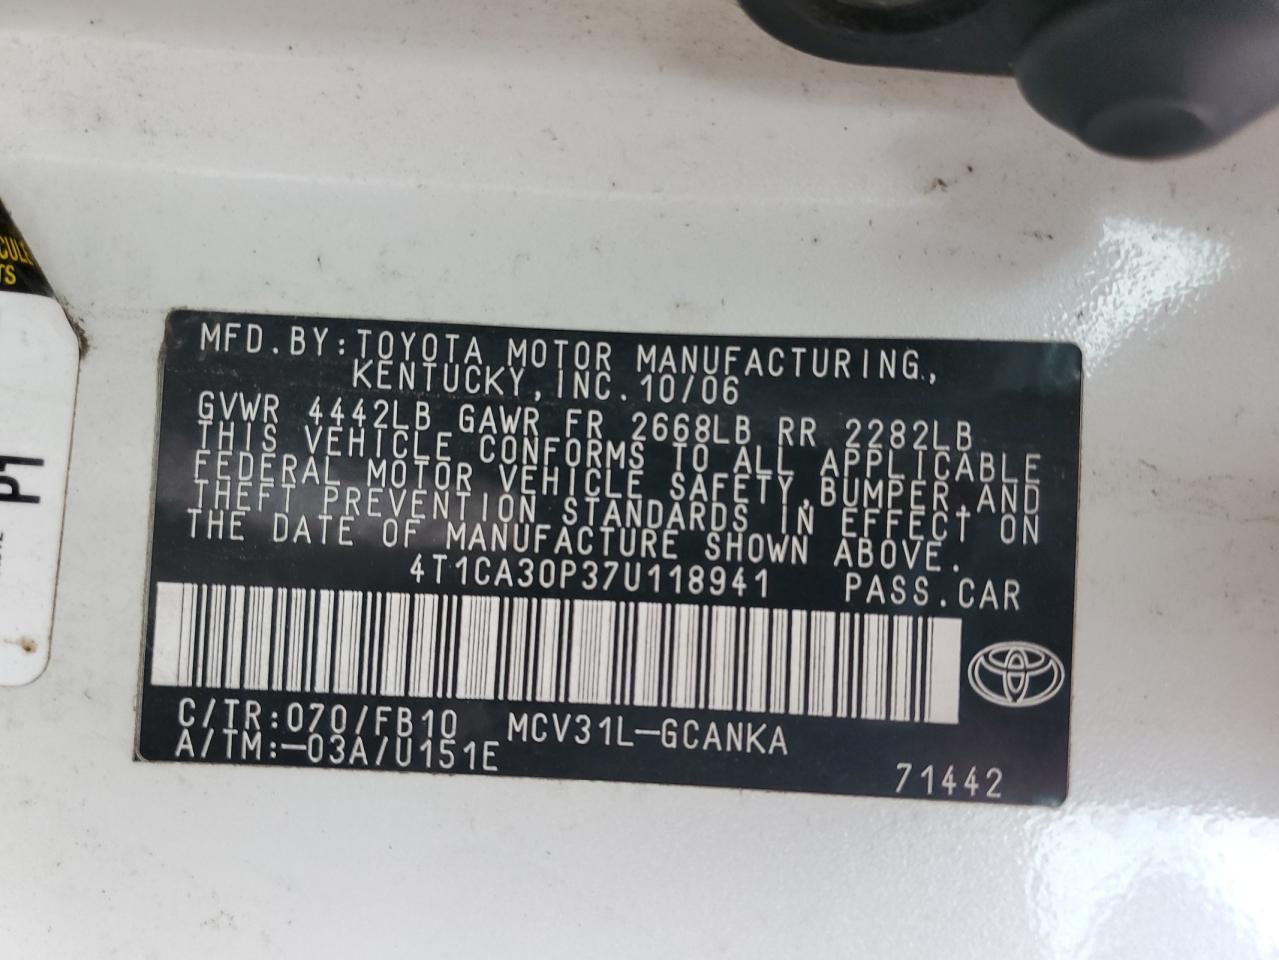 MFD.BY:TOYOTA MOTOR MANUFACTURING,
KENTUCKY,INC.10/06
GVWR 4442LB GAWR FR 2668LB RR 2282LB
THIS VEHICLE CONFORMS TO ALL APPLICABLE
FEDERAL MOTOR VEHICLE SAFETY,BUMPER,AND
THEFT PREVENTION STANDARDS IN EFFECT ON
THE DATE OF MANUFACTURE SHOWN ABOVE.
4T1CA30P37U118941 PASS.CAR
C/TR:070/FB10 MCV31L-GCANKA
A/TM:-03A/U151E
71442
P1